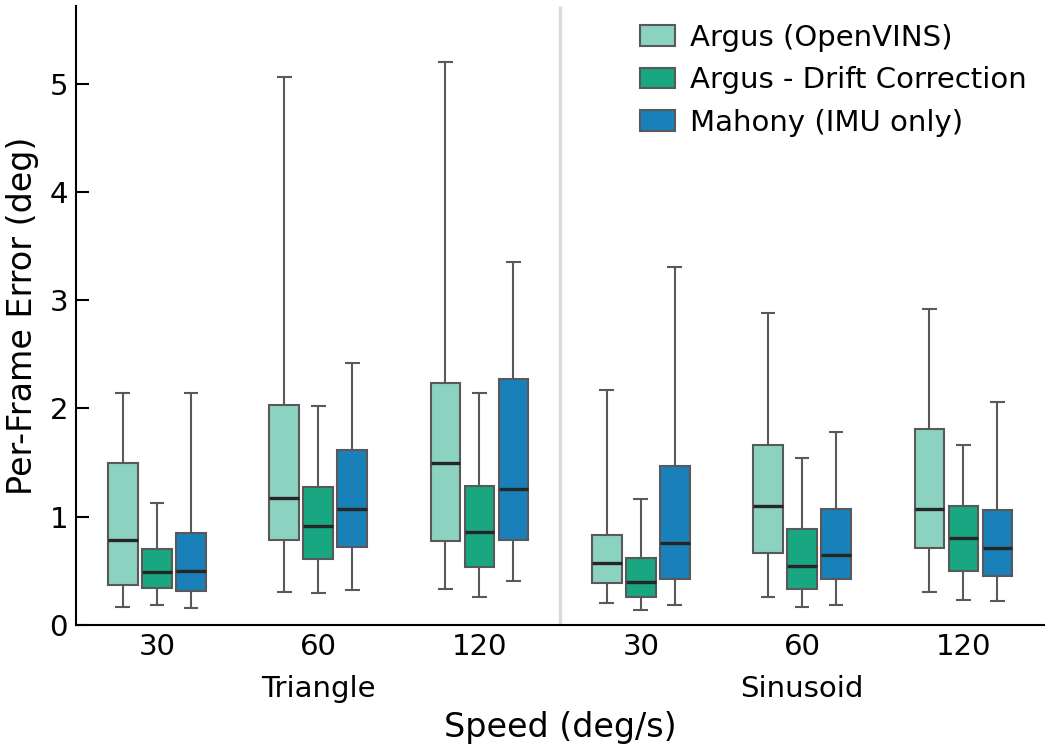 Argus (OpenVINS)
Argus - Drift Correction
Mahony (IMU only)
Per-Frame Error (deg)
5
4
3
2
1
0
30 60 120 30 60 120
Triangle Sinusoid
Speed (deg/s)